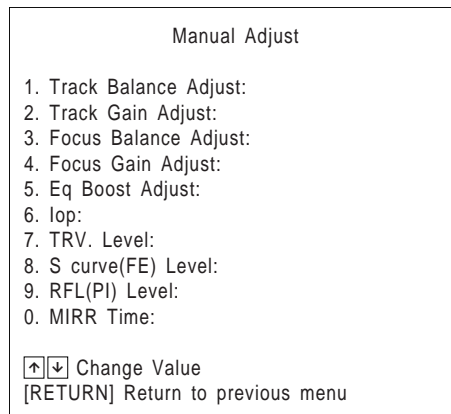 Manual Adjust
1. Track Balance Adjust:
2. Track Gain Adjust:
3. Focus Balance Adjust:
4. Focus Gain Adjust:
5. Eq Boost Adjust:
6. Iop:
7. TRV. Level:
8. S curve(FE) Level:
9. RFL(PI) Level:
0. MIRR Time:
↑↓ Change Value
[RETURN] Return to previous menu